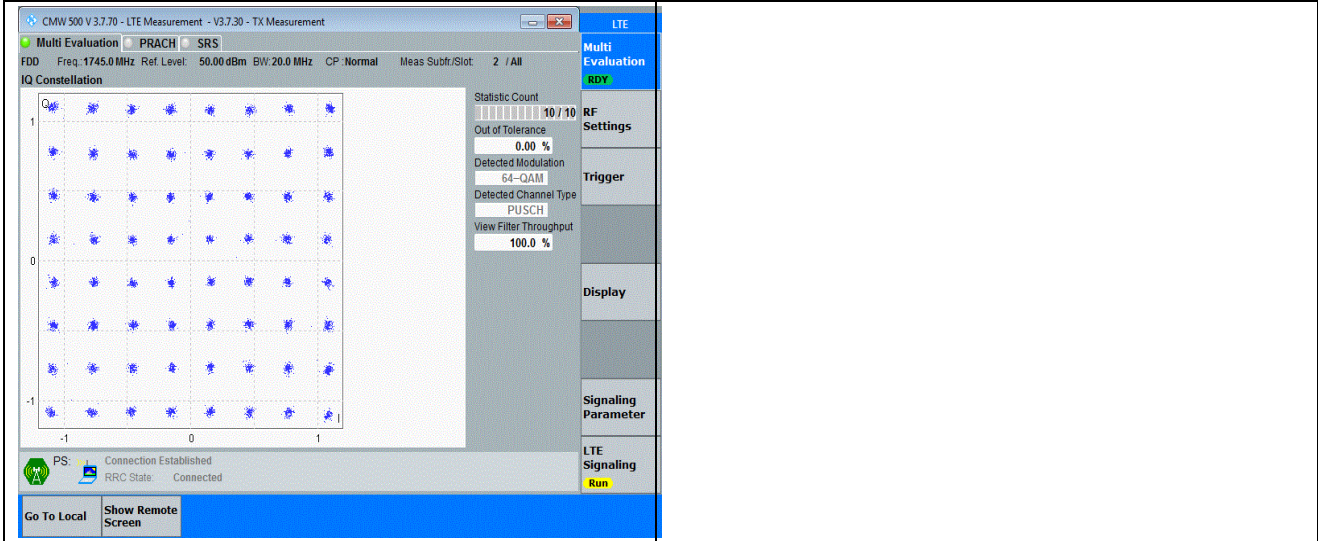 CMW 500 V 3.7.70 - LTE Measurement - V3.7.30 - TX Measurement
LTE
Multi Evaluation PRACH SRS
Multi
Evaluation
RDY
FDD Freq.: 1745.0 MHz Ref. Level: 50.00 dBm BW: 20.0 MHz CP : Normal Meas Subfr./Slot: 2 / All
IQ Constellation
Q
1
0
-1
-1 0 1
I
Statistic Count
10 / 10
Out of Tolerance
0.00 %
Detected Modulation
64-QAM
Detected Channel Type
PUSCH
View Filter Throughput
100.0 %
RF
Settings
Trigger
Display
Signaling
Parameter
LTE
Signaling
Run
PS: Connection Established
RRC State: Connected
Go To Local
Show Remote
Screen